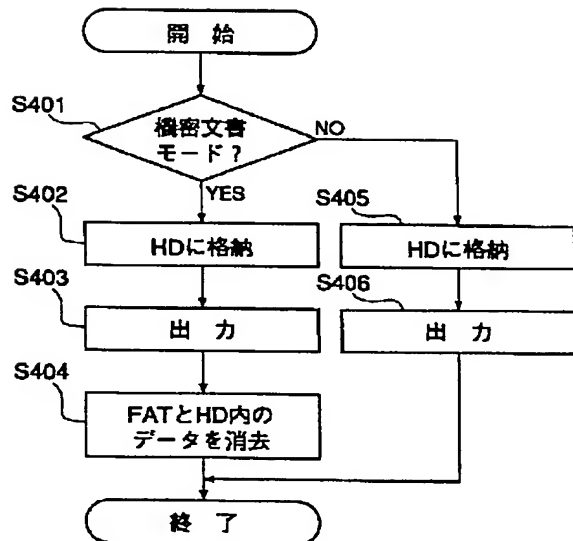 開 始
S401
機密文書
モード?
NO
YES
S402
HDに格納
S405
HDに格納
S403
出 力
S406
出 力
S404
FATとHD内の
データを消去
終 了